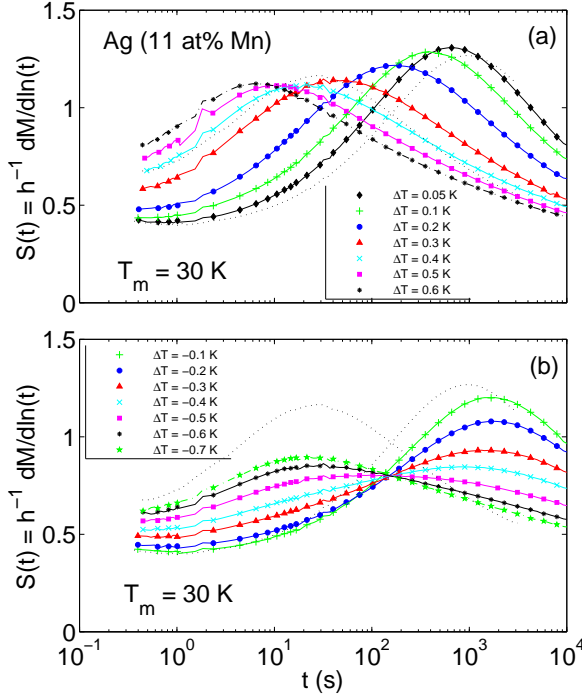 Ag (11 at% Mn)
(a)
S(t) = h⁻¹ dM/dln(t)
1.5
1
0.5
0
T_m = 30 K
ΔT = 0.05 K
ΔT = 0.1 K
ΔT = 0.2 K
ΔT = 0.3 K
ΔT = 0.4 K
ΔT = 0.5 K
ΔT = 0.6 K
(b)
S(t) = h⁻¹ dM/dln(t)
1.5
1
0.5
0
ΔT = −0.1 K
ΔT = −0.2 K
ΔT = −0.3 K
ΔT = −0.4 K
ΔT = −0.5 K
ΔT = −0.6 K
ΔT = −0.7 K
T_m = 30 K
10⁻¹ 10⁰ 10¹ 10² 10³ 10⁴
t (s)